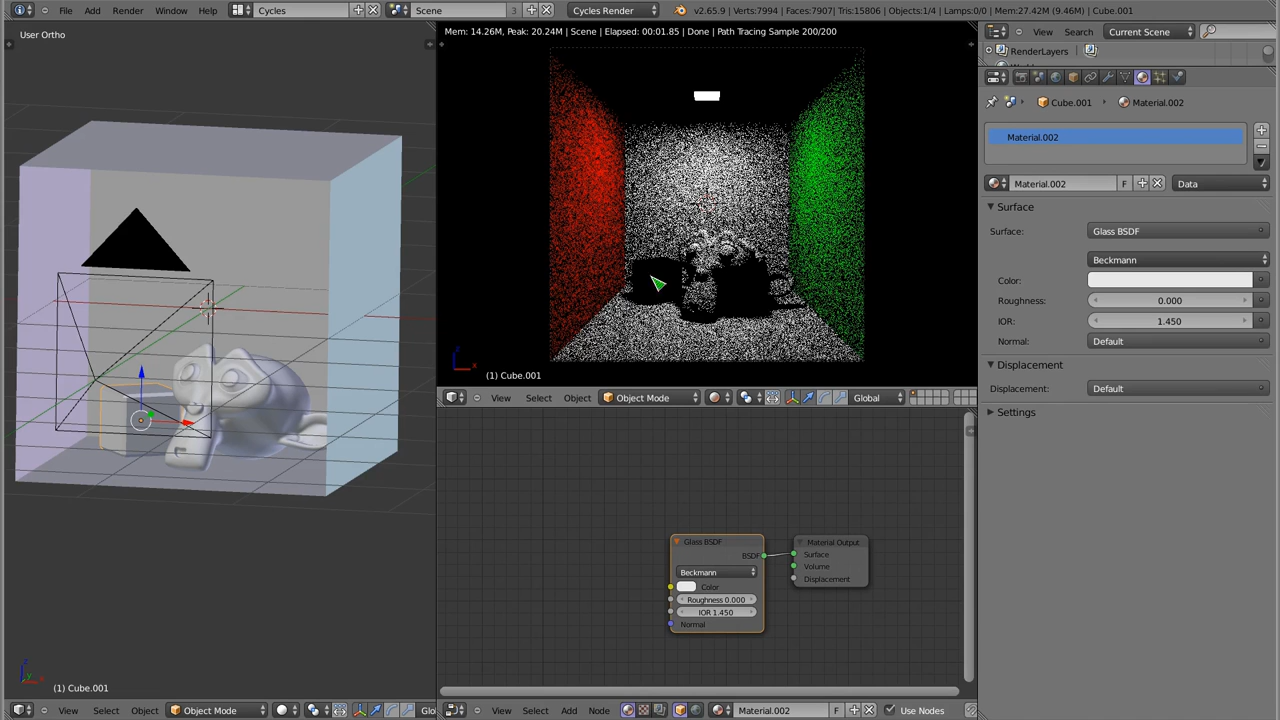 File Add Render Window Help Cycles Scene 3 Cycles Render v2.65.9 | Verts:7994 | Faces:7907| Tris:15806 | Objects:1/4 | Lamps:0/0 | Mem:27.42M (9.46M) | Cube.001
User Ortho
Mem: 14.26M, Peak: 20.24M | Scene | Elapsed: 00:01.85 | Done | Path Tracing Sample 200/200
View Search Current Scene
RenderLayers
Cube.001 Material.002
Material.002
Material.002 F Data
Surface
Surface: Glass BSDF
Beckmann
Color:
Roughness: 0.000
IOR: 1.450
Normal: Default
Displacement
Displacement: Default
Settings
(1) Cube.001
View Select Object Object Mode Global
Glass BSDF
BSDF
Beckmann
Color
Roughness 0.000
IOR 1.450
Normal
Material Output
Surface
Volume
Displacement
(1) Cube.001
View Select Object Object Mode Glo
View Select Add Node Material.002 F Use Nodes